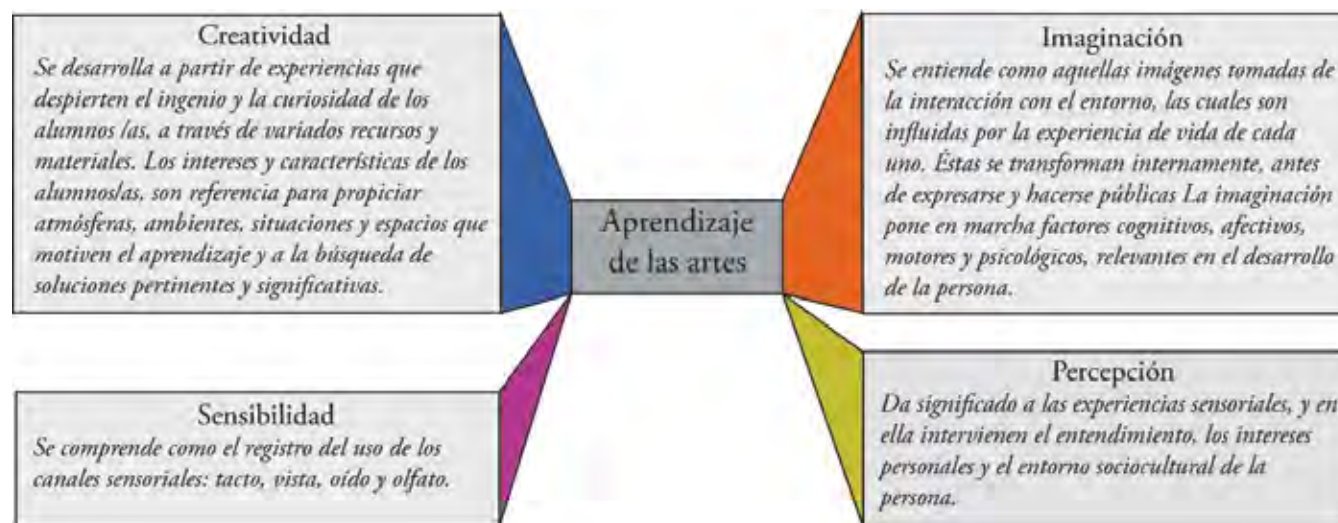 Creatividad
Se desarrolla a partir de experiencias que
despierten el ingenio y la curiosidad de los
alumnos /as, a través de variados recursos y
materiales. Los intereses y características de los
alumnos/as, son referencia para propiciar
atmósferas, ambientes, situaciones y espacios que
motiven el aprendizaje y a la búsqueda de
soluciones pertinentes y significativas.
Imaginación
Se entiende como aquellas imágenes tomadas de
la interacción con el entorno, las cuales son
influidas por la experiencia de vida de cada
uno. Éstas se transforman internamente, antes
de expresarse y hacerse públicas La imaginación
pone en marcha factores cognitivos, afectivos,
motores y psicológicos, relevantes en el desarrollo
de la persona.
Aprendizaje
de las artes
Sensibilidad
Se comprende como el registro del uso de los
canales sensoriales: tacto, vista, oído y olfato.
Percepción
Da significado a las experiencias sensoriales, y en
ella intervienen el entendimiento, los intereses
personales y el entorno sociocultural de la
persona.